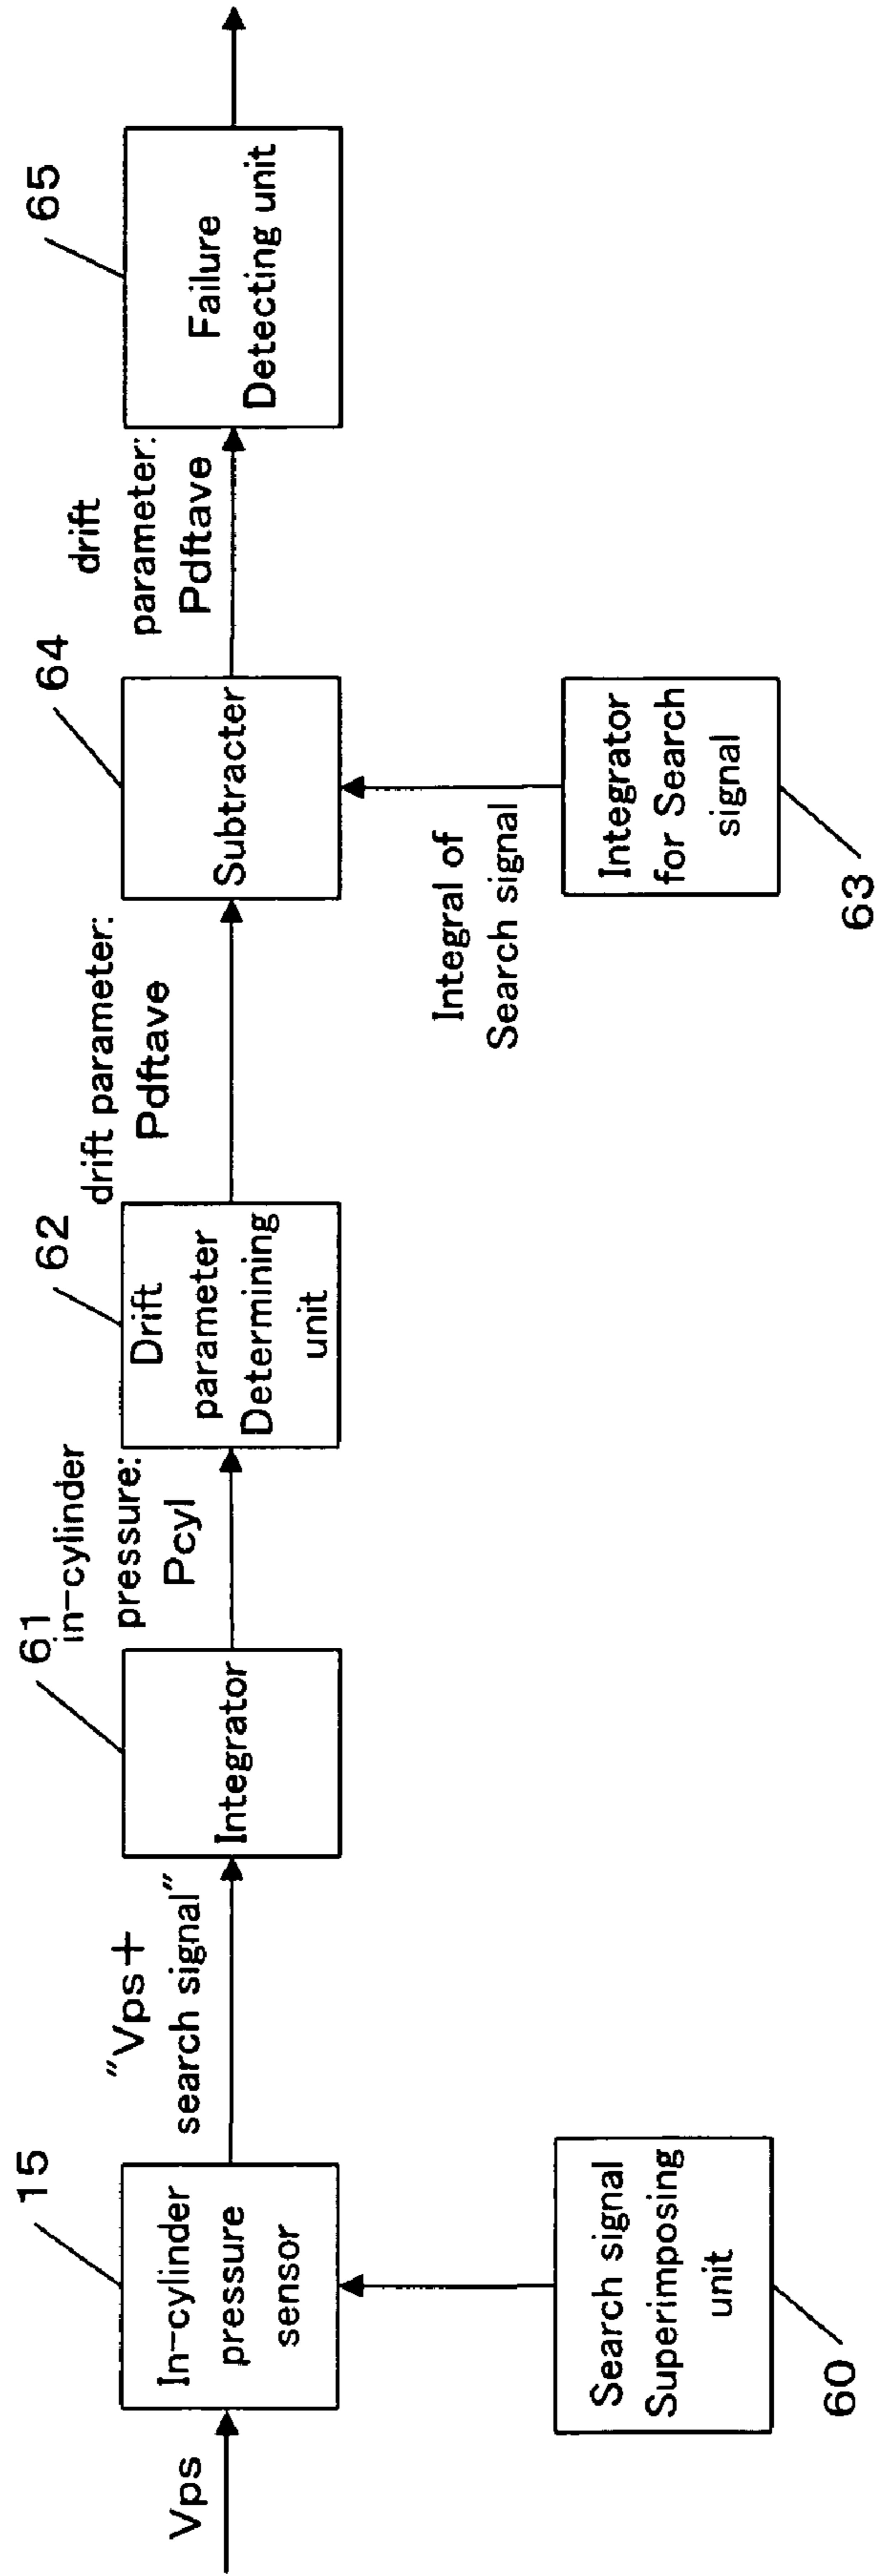 Vps
15
In-cylinder
pressure
sensor
Search signal
Superimposing
unit
60
"Vps+
search signal"
61
Integrator
in-cylinder
pressure:
Pcyl
62
Drift
parameter
Determining
unit
drift parameter:
Pdftave
64
Subtracter
Integral of
Search signal
Integrator
for Search
signal
63
drift
parameter:
Pdftave
65
Failure
Detecting unit